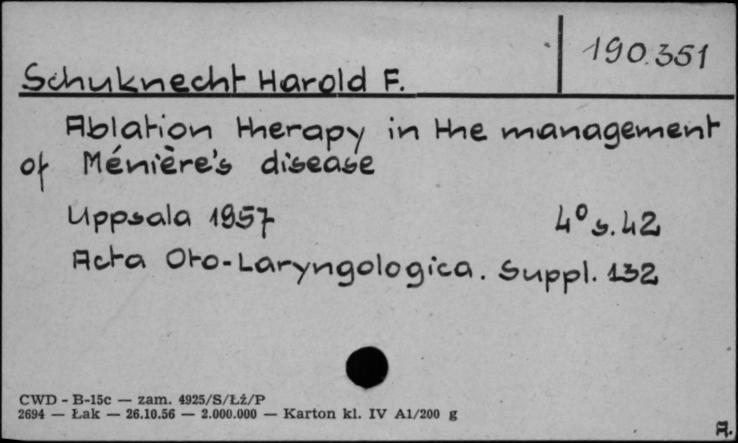 190.351
Schuknecht Harold F.
Ablation therapy in the management
of Ménière's disease
Uppsala 1957 4° s. 42
Acta Oto-Laryngologica. Suppl. 132
CWD - B-15c — zam. 4925/S/Łż/P
2694 — Łak — 26.10.56 — 2.000.000 — Karton kl. IV A1/200 g
A.